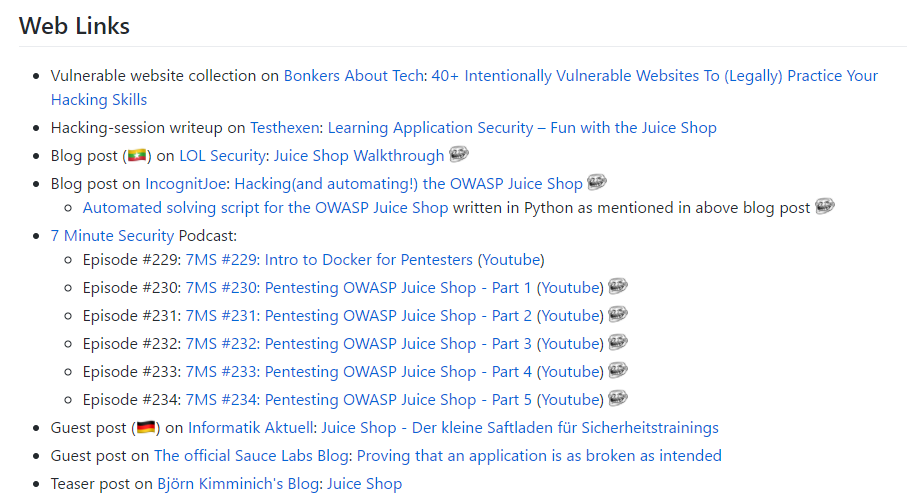 Web Links
Vulnerable website collection on Bonkers About Tech: 40+ Intentionally Vulnerable Websites To (Legally) Practice Your
Hacking Skills
Hacking-session writeup on Testhexen: Learning Application Security – Fun with the Juice Shop
Blog post (🇲🇲) on LOL Security: Juice Shop Walkthrough
Blog post on IncognitJoe: Hacking(and automating!) the OWASP Juice Shop
Automated solving script for the OWASP Juice Shop written in Python as mentioned in above blog post
7 Minute Security Podcast:
Episode #229: 7MS #229: Intro to Docker for Pentesters (Youtube)
Episode #230: 7MS #230: Pentesting OWASP Juice Shop - Part 1 (Youtube)
Episode #231: 7MS #231: Pentesting OWASP Juice Shop - Part 2 (Youtube)
Episode #232: 7MS #232: Pentesting OWASP Juice Shop - Part 3 (Youtube)
Episode #233: 7MS #233: Pentesting OWASP Juice Shop - Part 4 (Youtube)
Episode #234: 7MS #234: Pentesting OWASP Juice Shop - Part 5 (Youtube)
Guest post (🇩🇪) on Informatik Aktuell: Juice Shop - Der kleine Saftladen für Sicherheitstrainings
Guest post on The official Sauce Labs Blog: Proving that an application is as broken as intended
Teaser post on Björn Kimminich's Blog: Juice Shop